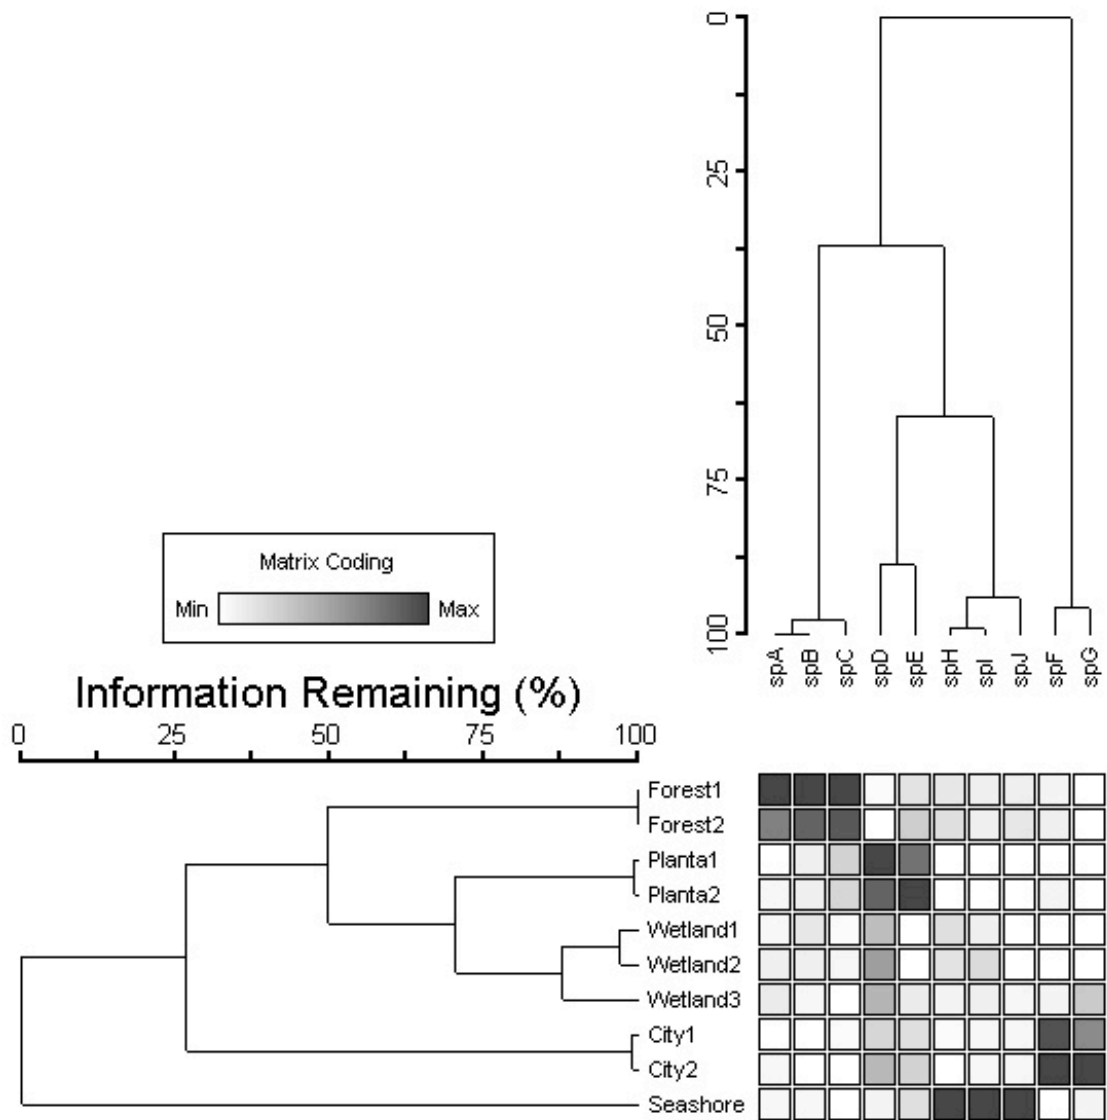 0
25
50
75
100
spA
spB
spC
spD
spE
spH
spI
spJ
spF
spG
Matrix Coding
Min Max
Information Remaining (%)
0 25 50 75 100
Forest1
Forest2
Planta1
Planta2
Wetland1
Wetland2
Wetland3
City1
City2
Seashore